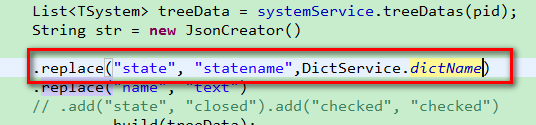 List<TSystem> treeData = systemService.treeDatas(pid);
String str = new JsonCreator()
.replace("state", "statename",DictService.dictName)
.replace("name", "text")
// .add("state", "closed").add("checked", "checked")
build(treeData);